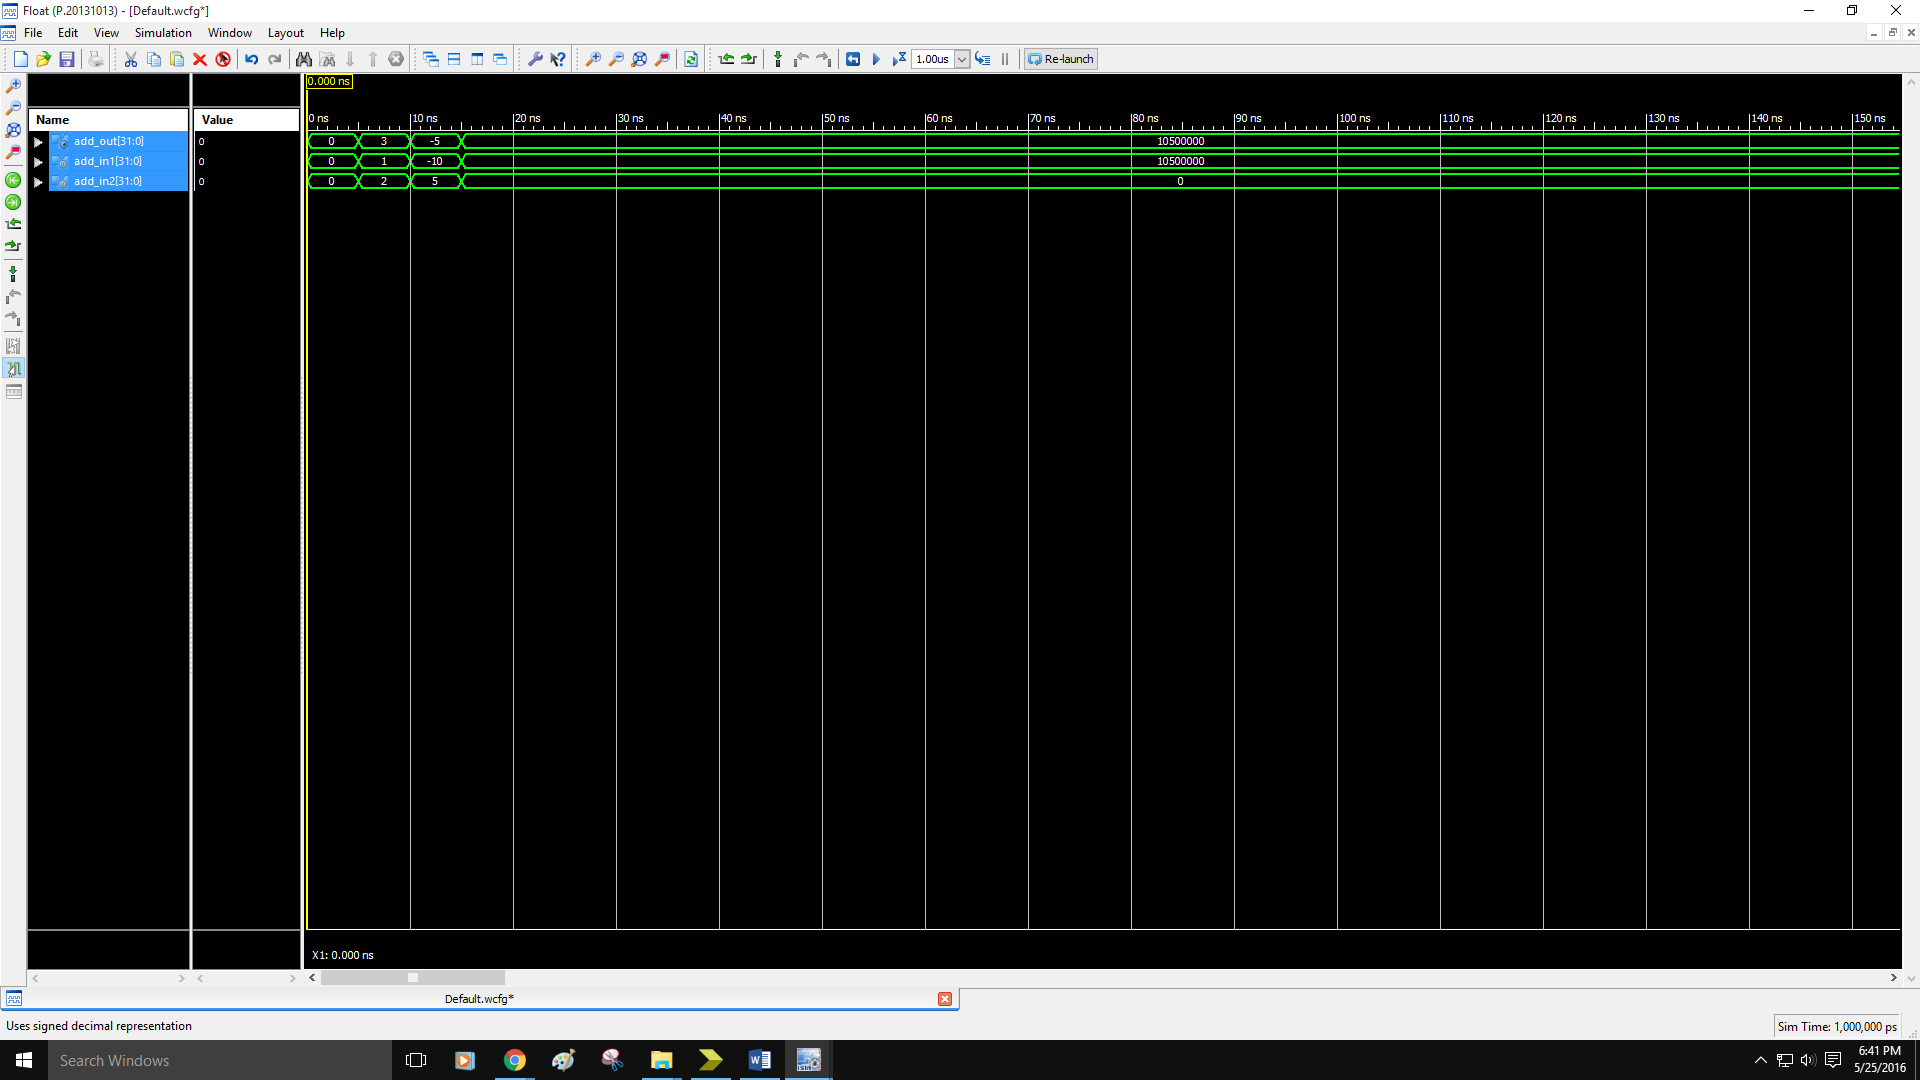 Float (P.20131013) - [Default.wcfg*]
File Edit View Simulation Window Layout Help
1.00us Re-launch
0.000 ns
Name Value
0 ns 10 ns 20 ns 30 ns 40 ns 50 ns 60 ns 70 ns 80 ns 90 ns 100 ns 110 ns 120 ns 130 ns 140 ns 150 ns
add_out[31:0] 0 0 3 -5 10500000
add_in1[31:0] 0 0 1 -10 10500000
add_in2[31:0] 0 0 2 5 0
X1: 0.000 ns
Default.wcfg*
Uses signed decimal representation
Sim Time: 1,000,000 ps
Search Windows
6:41 PM
5/25/2016